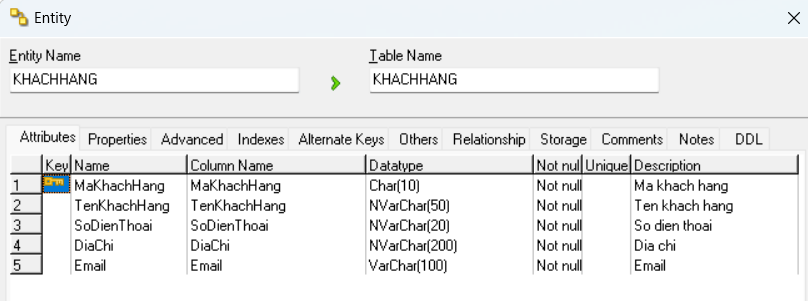 Entity
Entity Name Table Name
KHACHHANG KHACHHANG
Attributes Properties Advanced Indexes Alternate Keys Others Relationship Storage Comments Notes DDL
Key Name Column Name Datatype Not nul Unique Description
1 MaKhachHang MaKhachHang Char(10) Not null Ma khach hang
2 TenKhachHang TenKhachHang NVarChar(50) Not null Ten khach hang
3 SoDienThoai SoDienThoai NVarChar(20) Not null So dien thoai
4 DiaChi DiaChi NVarChar(200) Not null Dia chi
5 Email Email VarChar(100) Not null Email